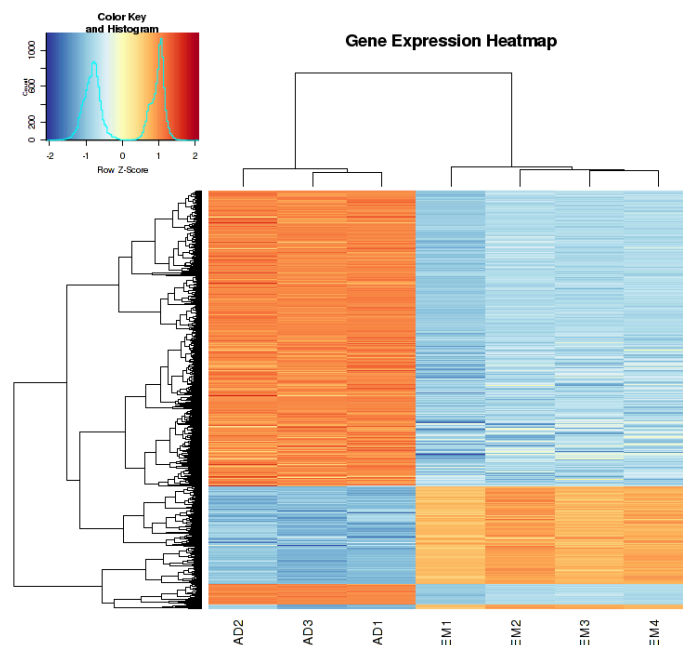 Color Key
and Histogram
Gene Expression Heatmap
Count
0
200
600
1000
-2
-1
0
1
2
Row Z-Score
AD2
AD3
AD1
EM1
EM2
EM3
EM4